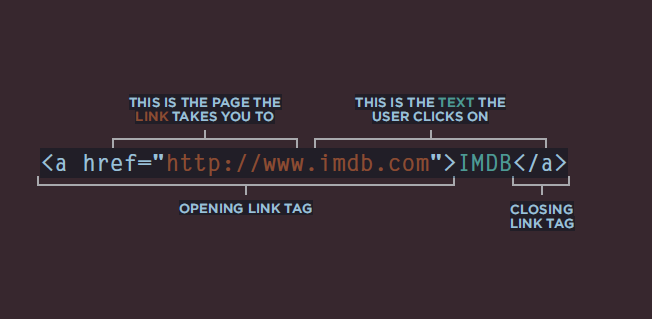 THIS IS THE PAGE THE
LINK TAKES YOU TO
THIS IS THE TEXT THE
USER CLICKS ON
<a href="http://www.imdb.com">IMDB</a>
OPENING LINK TAG
CLOSING
LINK TAG